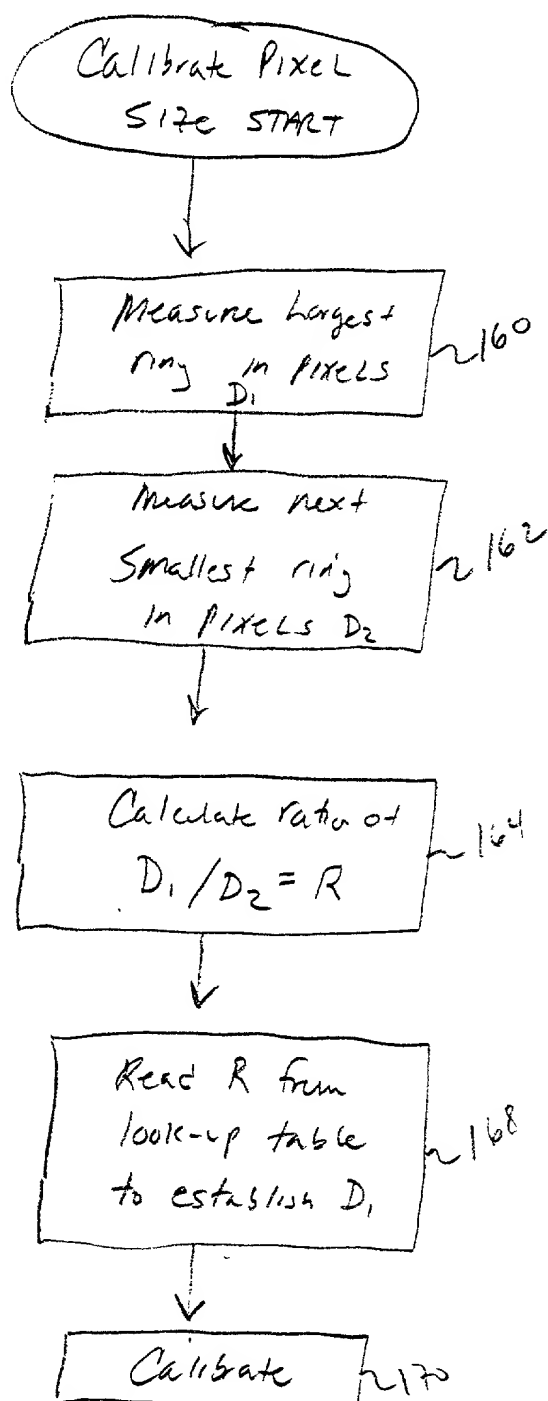 Calibrate Pixel
Size START
Measure Largest
ring in Pixels
D₁
160
Measure next
Smallest ring
in Pixels D₂
162
Calculate ratio of
D₁/D₂ = R
164
Read R from
look-up table
to establish D₁
168
Calibrate
170